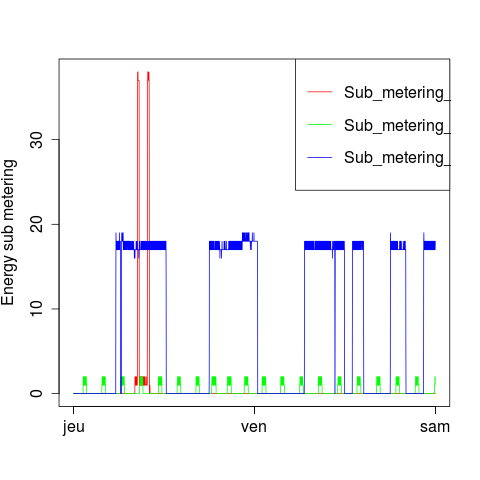 Sub_metering_
Sub_metering_
Sub_metering_
Energy sub metering
30
20
10
0
jeu ven sam